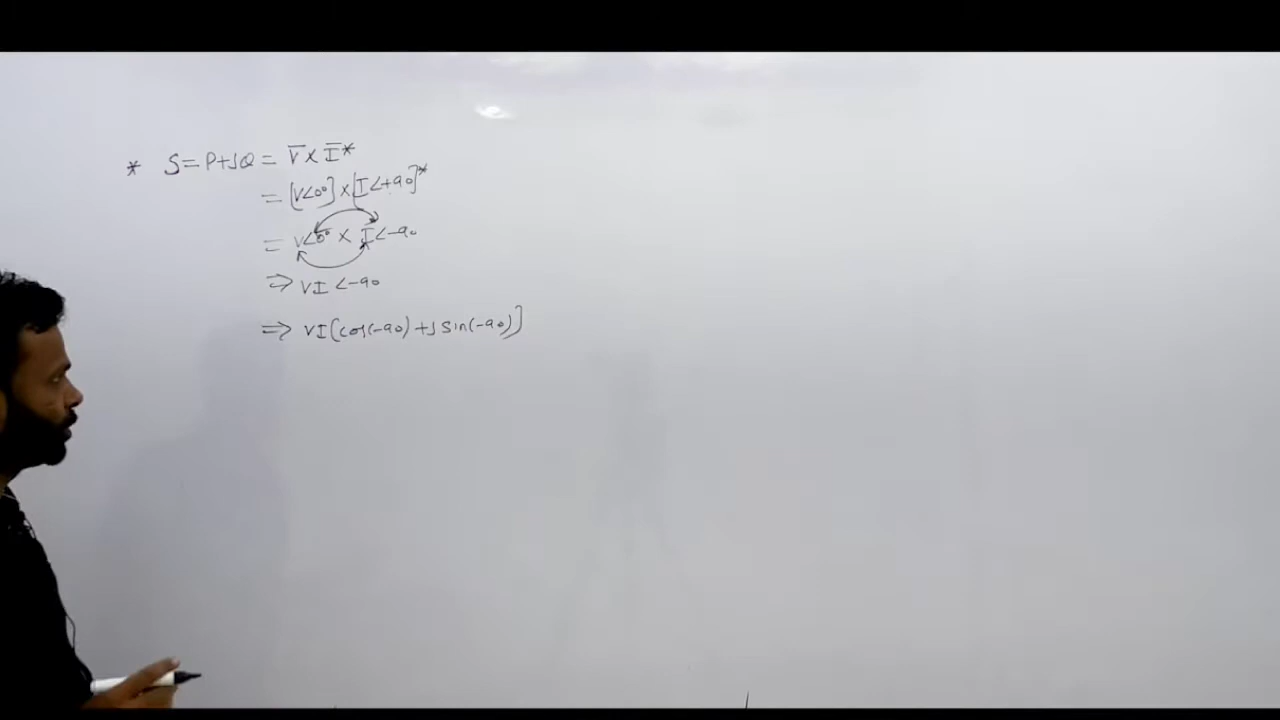 * S=P+JQ = V̅ × I̅*
= [V∠0°] × [I∠+90]*
= V∠0° × I∠-90
⇒ VI∠-90
⇒ VI[cos(-90)+J sin(-90)]